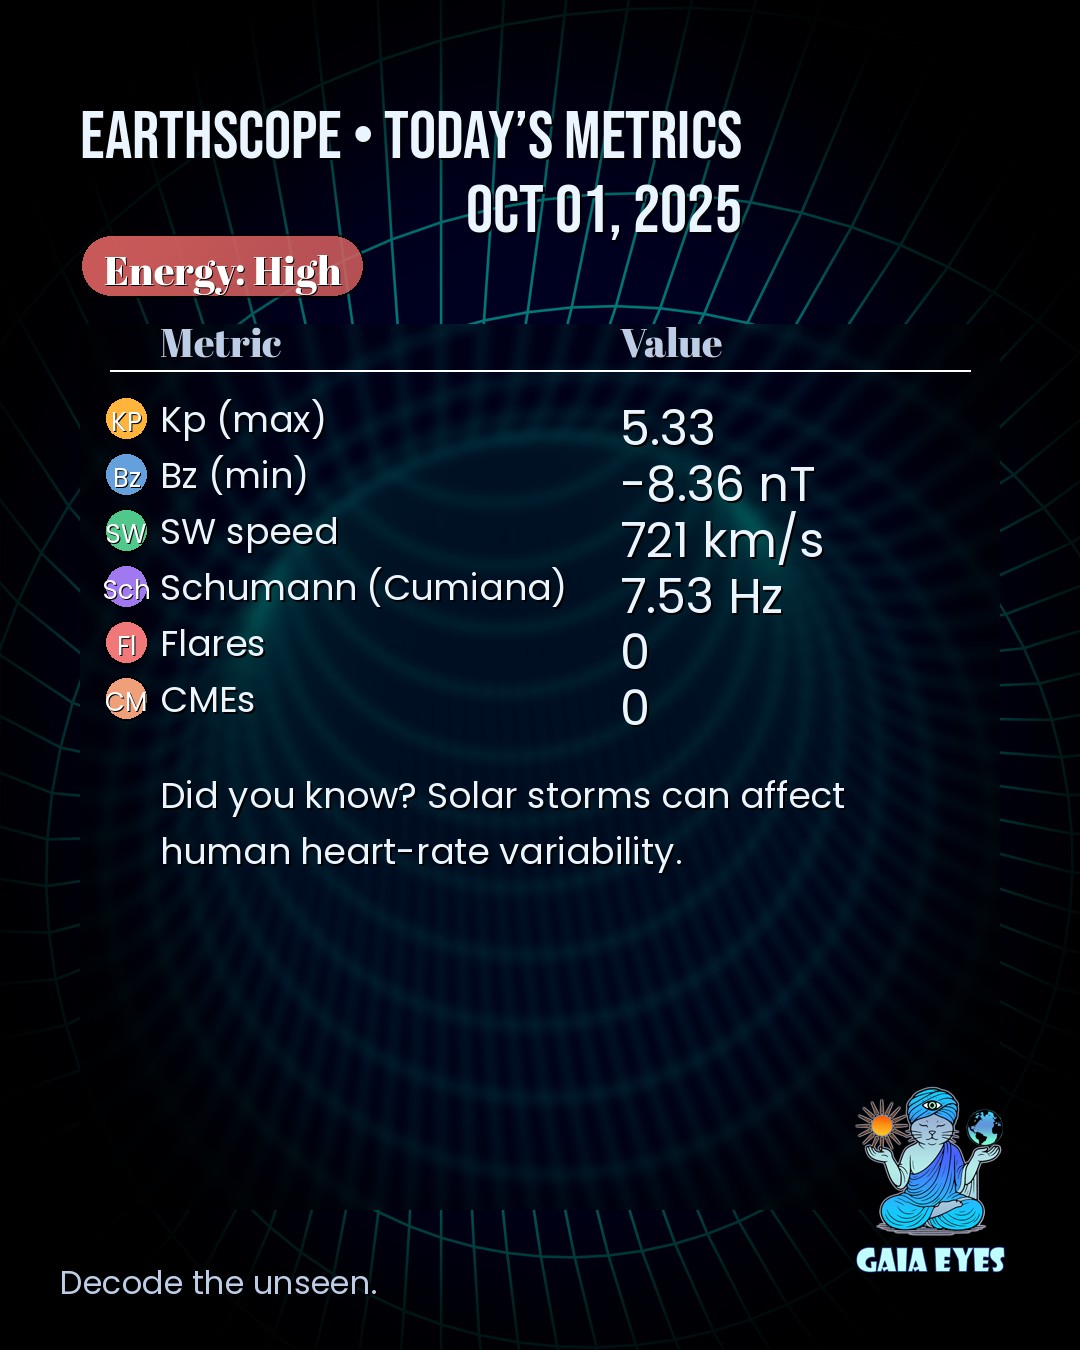 EARTHSCOPE • TODAY’S METRICS
OCT 01, 2025
Energy: High
Metric Value
KP Kp (max) 5.33
Bz Bz (min) -8.36 nT
SW SW speed 721 km/s
Sch Schumann (Cumiana) 7.53 Hz
Fl Flares 0
CM CMEs 0
Did you know? Solar storms can affect
human heart-rate variability.
GAIA EYES
Decode the unseen.